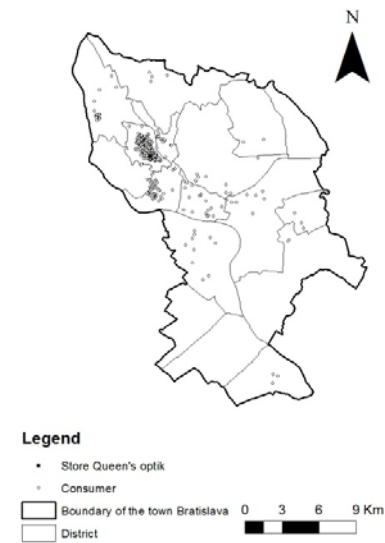 N
Legend
Store Queen's optik
Consumer
Boundary of the town Bratislava
District
0 3 6 9 Km